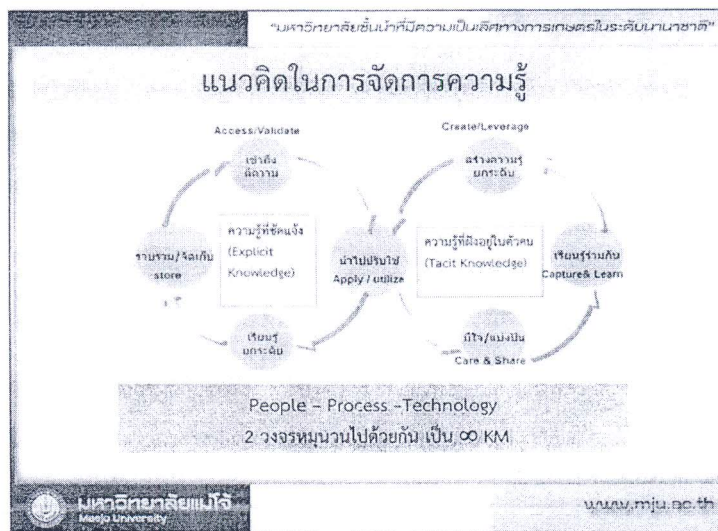 “มหาวิทยาลัยชั้นนำที่มีความเป็นเลิศทางการเกษตรในระดับนานาชาติ”
แนวคิดในการจัดการความรู้
Access/Validate
เข้าถึง
ตีความ
ความรู้ที่ชัดแจ้ง
(Explicit
Knowledge)
รวบรวม/จัดเก็บ
store
เรียนรู้
ยกระดับ
นำไปปรับใช้
Apply / utilize
Create/Leverage
สร้างความรู้
ยกระดับ
ความรู้ที่ฝังอยู่ในตัวคน
(Tacit Knowledge)
เรียนรู้ร่วมกัน
Capture& Learn
มีใจ/แบ่งปัน
Care & Share
People – Process –Technology
2 วงจรหมุนวนไปด้วยกัน เป็น ∞ KM
มหาวิทยาลัยแม่โจ้
Maejo University
www.mju.ac.th